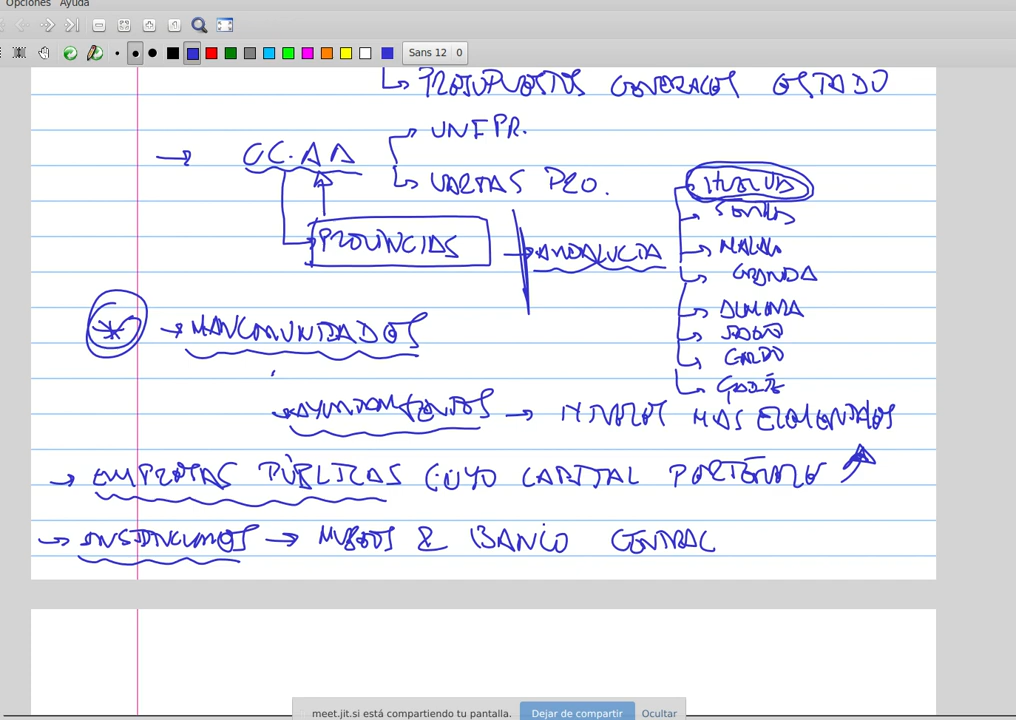 Opciones Ayuda
Sans 12 0
PRESUPUESTOS GENERALES ESTADO
→ CC.AA
UNIPR.
VARIAS PRO.
PROVINCIAS
ANDALUCIA
HUELVA
SEVILLA
MALAGA
GRANADA
ALMERIA
JAEN
CADIZ
* → MANCOMUNIDADES
AYUNTAMIENTOS → NIVELES MAS ELEMENTALES
→ EMPRESAS PÚBLICAS CUYO CAPITAL PERTENECE
→ INSTITUCIONES → MUSEOS & BANCO CENTRAL
meet.jit.si está compartiendo tu pantalla. Dejar de compartir Ocultar